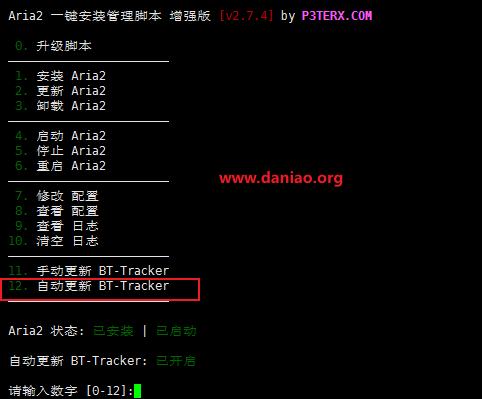 Aria2 一键安装管理脚本 增强版 [v2.7.4] by P3TERX.COM
0. 升级脚本
1. 安装 Aria2
2. 更新 Aria2
3. 卸载 Aria2
4. 启动 Aria2
5. 停止 Aria2
6. 重启 Aria2
www.daniao.org
7. 修改 配置
8. 查看 配置
9. 查看 日志
10. 清空 日志
11. 手动更新 BT-Tracker
12. 自动更新 BT-Tracker
Aria2 状态: 已安装 | 已启动
自动更新 BT-Tracker: 已开启
请输入数字 [0-12]: